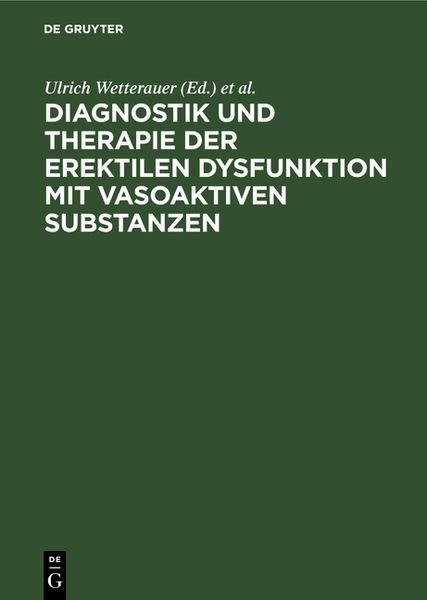 DE GRUYTER
Ulrich Wetterauer (Ed.) et al.
DIAGNOSTIK UND
THERAPIE DER
EREKTILEN DYSFUNKTION
MIT VASOAKTIVEN
SUBSTANZEN
DE
G